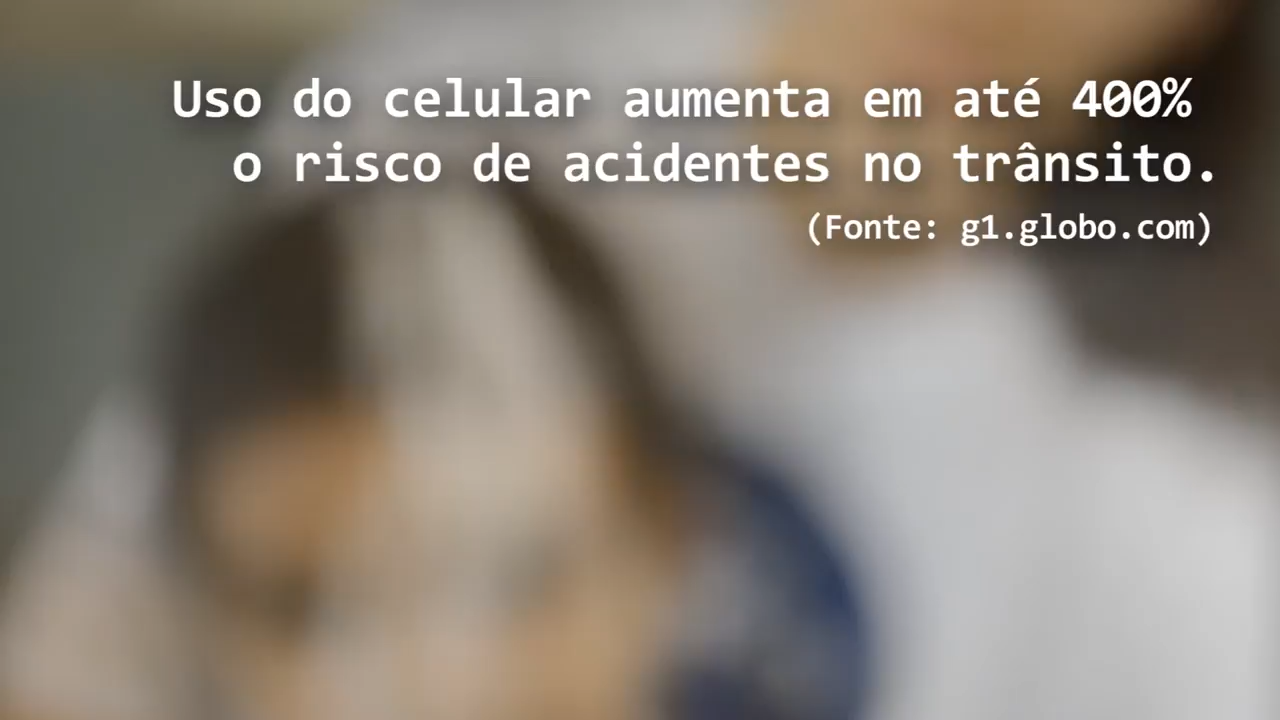 Uso do celular aumenta em até 400%
o risco de acidentes no trânsito.
(Fonte: g1.globo.com)